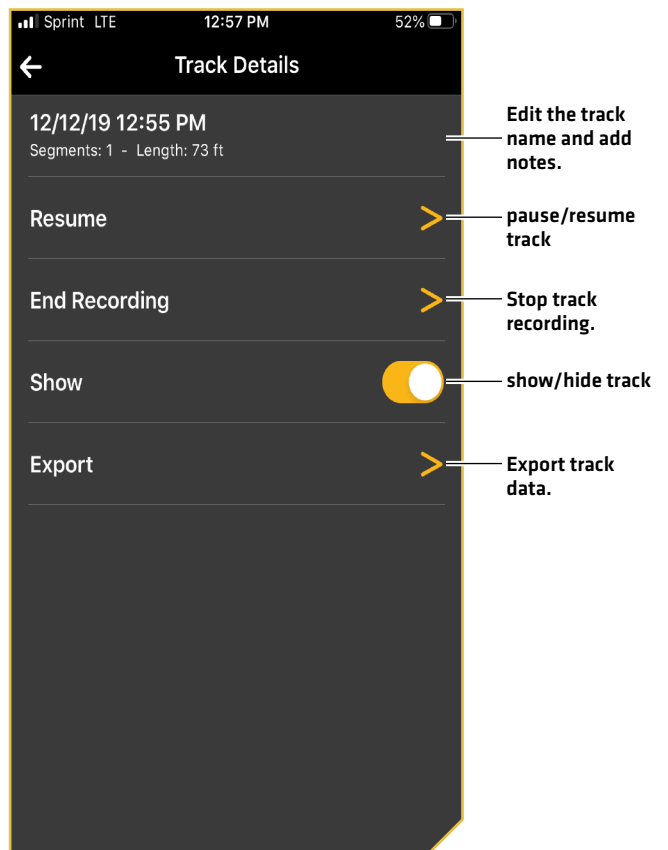 Sprint LTE 12:57 PM 52%
Track Details
12/12/19 12:55 PM
Segments: 1 - Length: 73 ft
Edit the track
name and add
notes.
Resume
pause/resume
track
End Recording
Stop track
recording.
Show
show/hide track
Export
Export track
data.